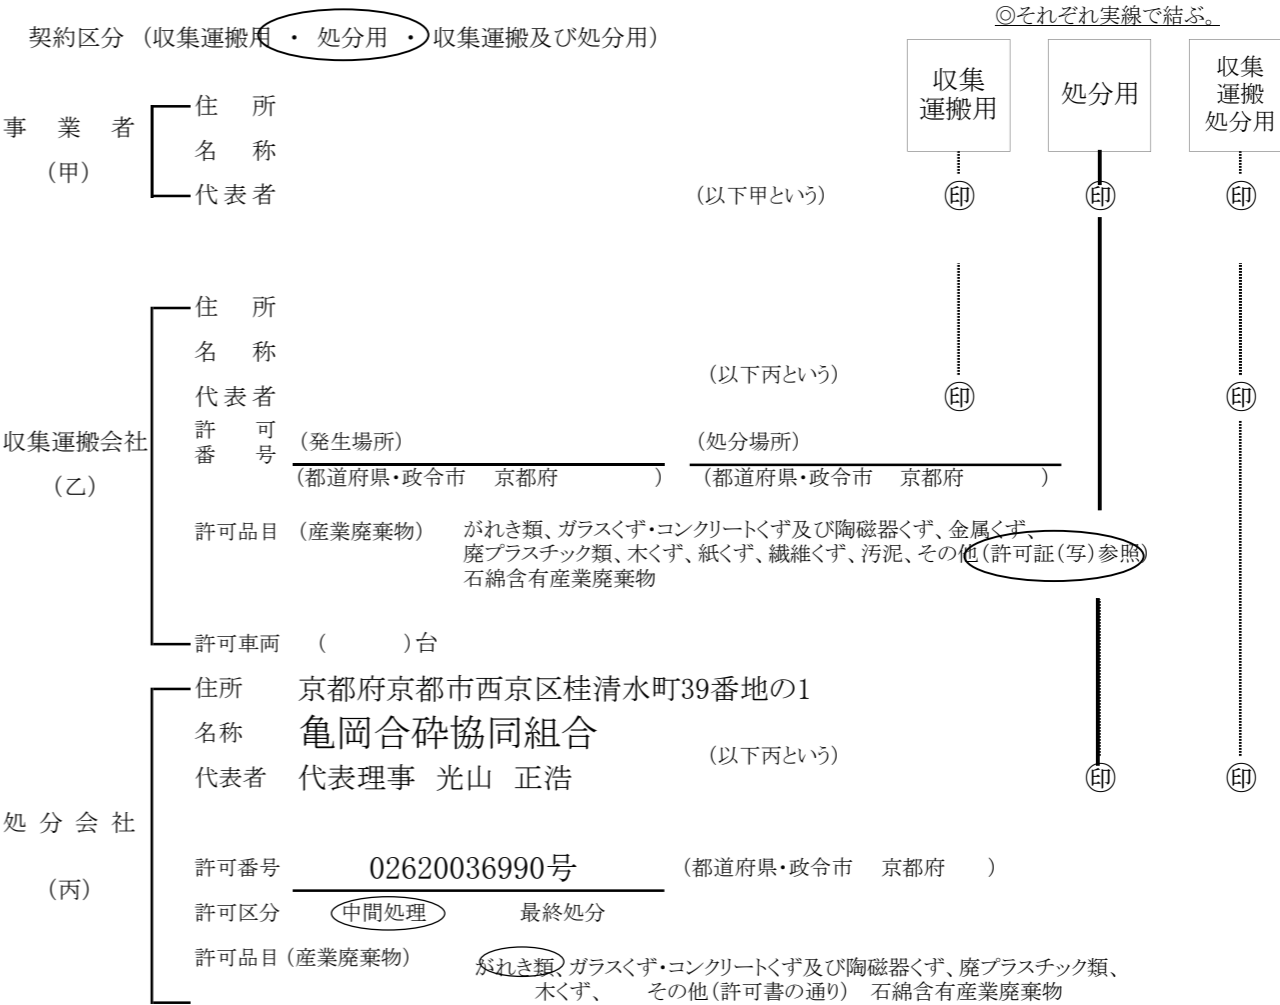 ◎それぞれ実線で結ぶ。
契約区分 (収集運搬用 ・ 処分用 ・ 収集運搬及び処分用)
収集
運搬用
処分用
収集
運搬
処分用
事業者
(甲)
住所
名称
代表者 (以下甲という) ㊞ ㊞ ㊞
収集運搬会社
(乙)
住所
名称
(以下丙という)
代表者 ㊞ ㊞
許可
番号
(発生場所) (処分場所)
(都道府県・政令市 京都府 ) (都道府県・政令市 京都府 )
許可品目 (産業廃棄物) がれき類、ガラスくず・コンクリートくず及び陶磁器くず、金属くず、
廃プラスチック類、木くず、紙くず、繊維くず、汚泥、その他(許可証(写)参照)
石綿含有産業廃棄物
許可車両 ( )台
処分会社
(丙)
住所 京都府京都市西京区桂清水町39番地の1
名称 亀岡合砕協同組合
(以下丙という)
代表者 代表理事 光山 正浩 ㊞ ㊞
許可番号 02620036990号 (都道府県・政令市 京都府 )
許可区分 中間処理 最終処分
許可品目(産業廃棄物) がれき類、ガラスくず・コンクリートくず及び陶磁器くず、廃プラスチック類、
木くず、 その他(許可書の通り) 石綿含有産業廃棄物